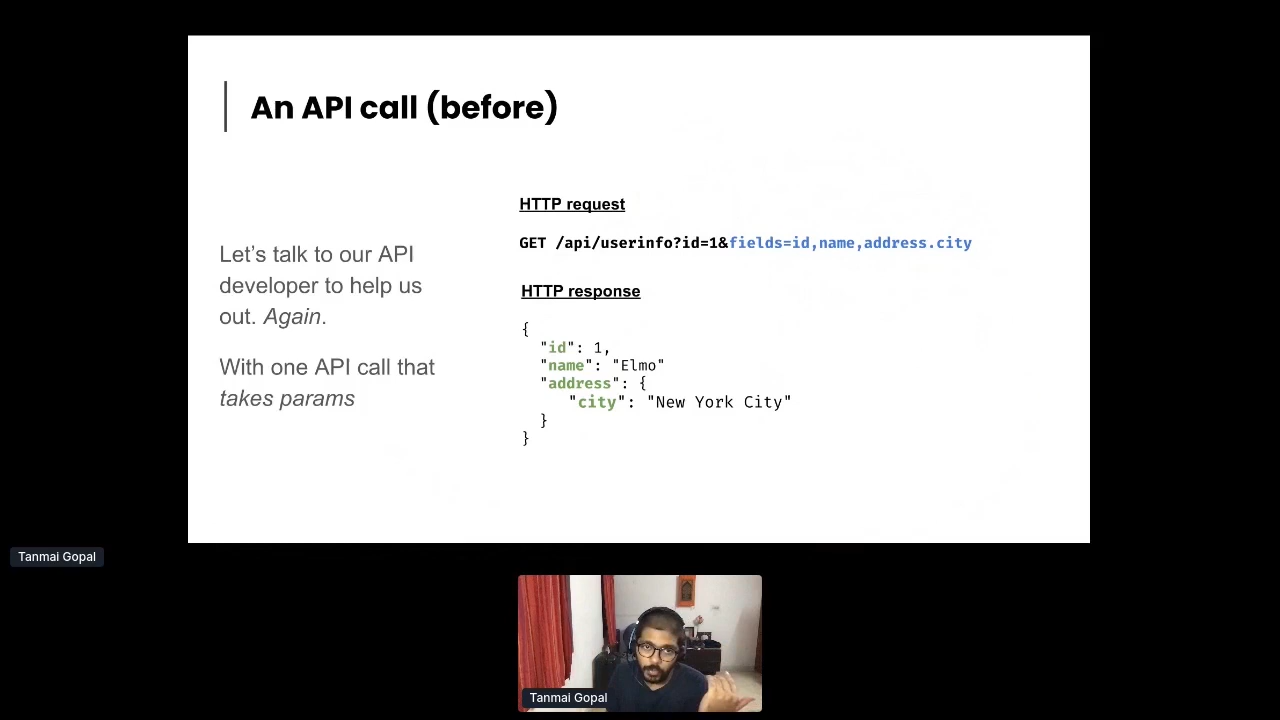 An API call (before)
Let's talk to our API
developer to help us
out. Again.
With one API call that
takes params
HTTP request
GET /api/userinfo?id=1&fields=id,name,address.city
HTTP response
{
"id": 1,
"name": "Elmo"
"address": {
"city": "New York City"
}
}
Tanmai Gopal
Tanmai Gopal